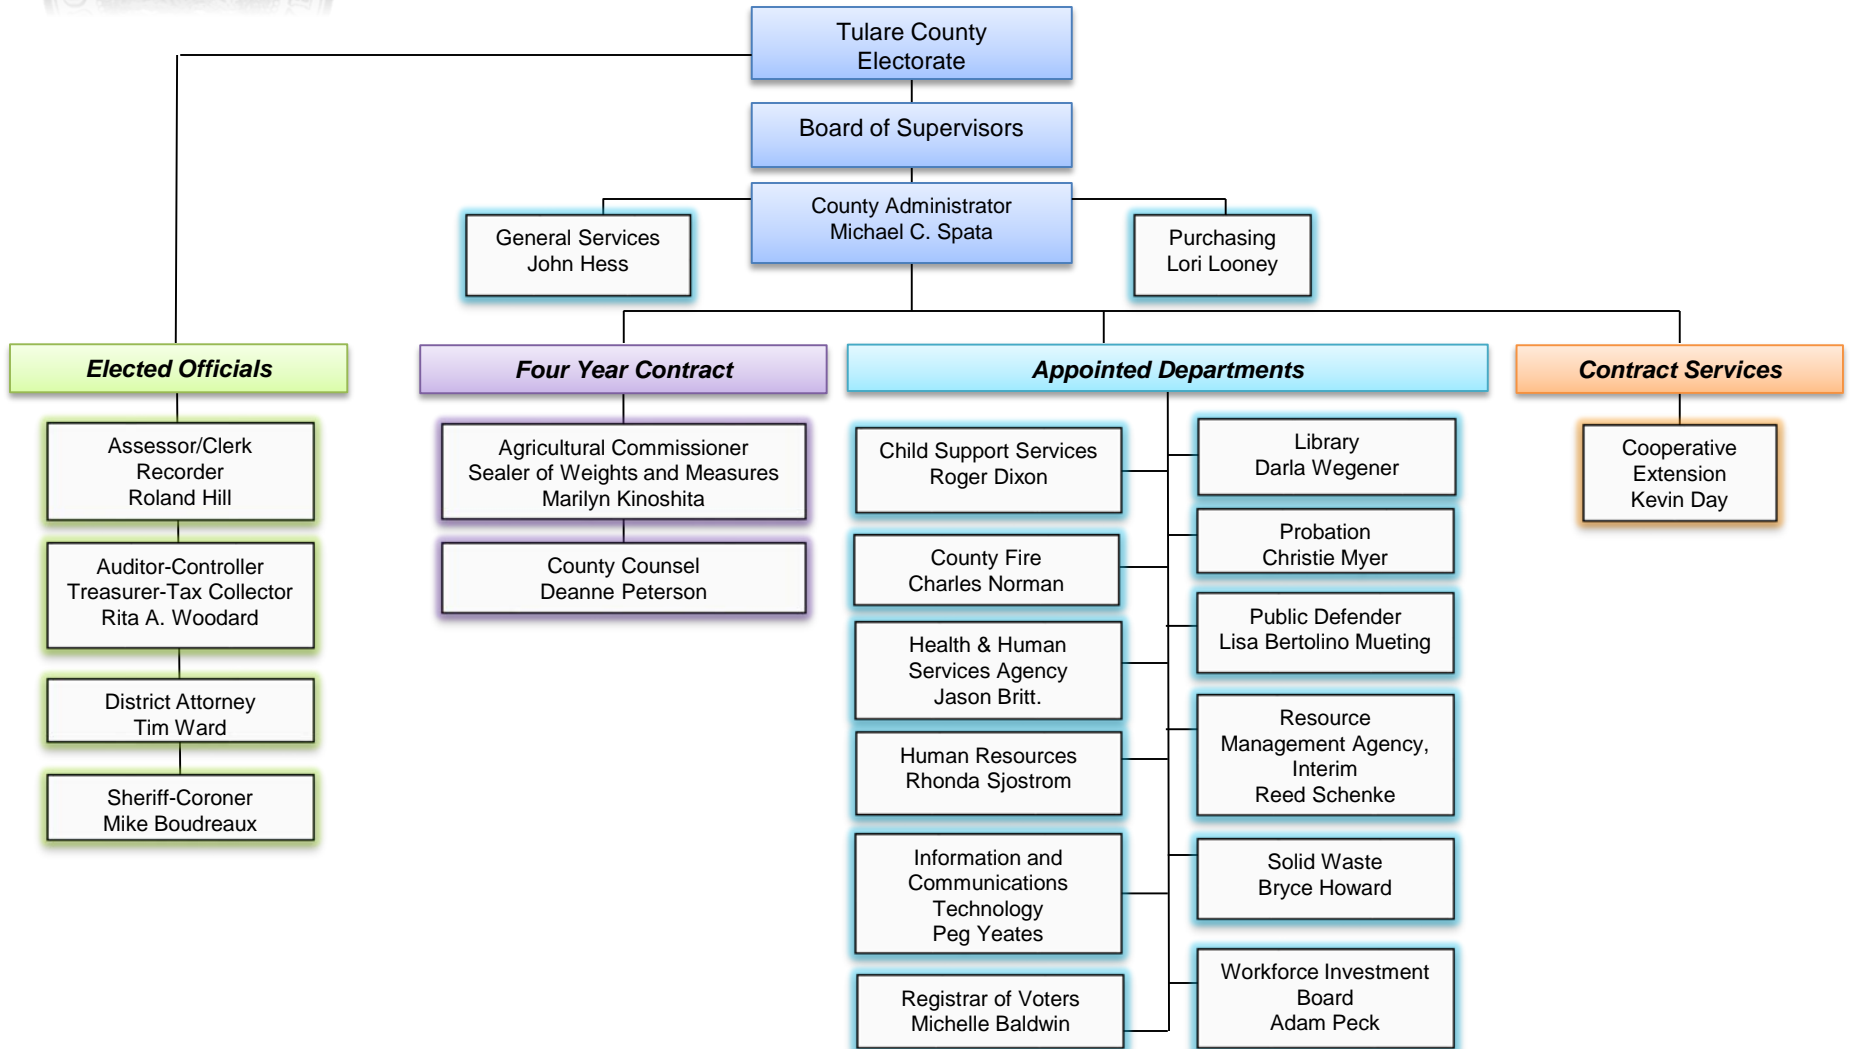 Tulare County
Electorate
Board of Supervisors
County Administrator
Michael C. Spata
General Services
John Hess
Purchasing
Lori Looney
Elected Officials
Assessor/Clerk
Recorder
Roland Hill
Auditor-Controller
Treasurer-Tax Collector
Rita A. Woodard
District Attorney
Tim Ward
Sheriff-Coroner
Mike Boudreaux
Four Year Contract
Agricultural Commissioner
Sealer of Weights and Measures
Marilyn Kinoshita
County Counsel
Deanne Peterson
Appointed Departments
Child Support Services
Roger Dixon
County Fire
Charles Norman
Health & Human
Services Agency
Jason Britt.
Human Resources
Rhonda Sjostrom
Information and
Communications
Technology
Peg Yeates
Registrar of Voters
Michelle Baldwin
Library
Darla Wegener
Probation
Christie Myer
Public Defender
Lisa Bertolino Mueting
Resource
Management Agency,
Interim
Reed Schenke
Solid Waste
Bryce Howard
Workforce Investment
Board
Adam Peck
Contract Services
Cooperative
Extension
Kevin Day